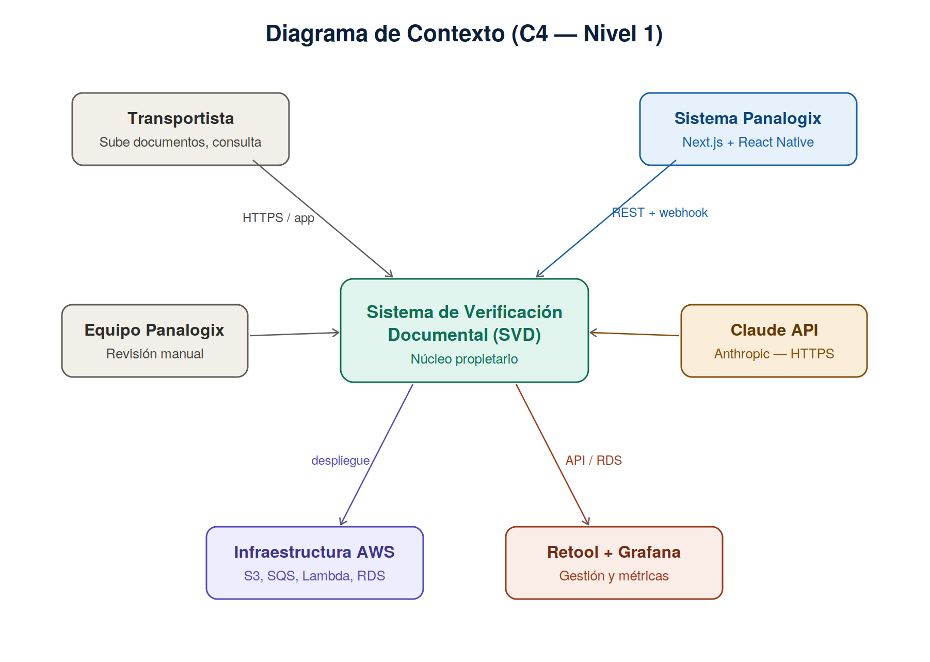 Diagrama de Contexto (C4 — Nivel 1)
Transportista
Sube documentos, consulta
Sistema Panalogix
Next.js + React Native
HTTPS / app
REST + webhook
Equipo Panalogix
Revisión manual
Sistema de Verificación
Documental (SVD)
Núcleo propietario
Claude API
Anthropic — HTTPS
despliegue
API / RDS
Infraestructura AWS
S3, SQS, Lambda, RDS
Retool + Grafana
Gestión y métricas